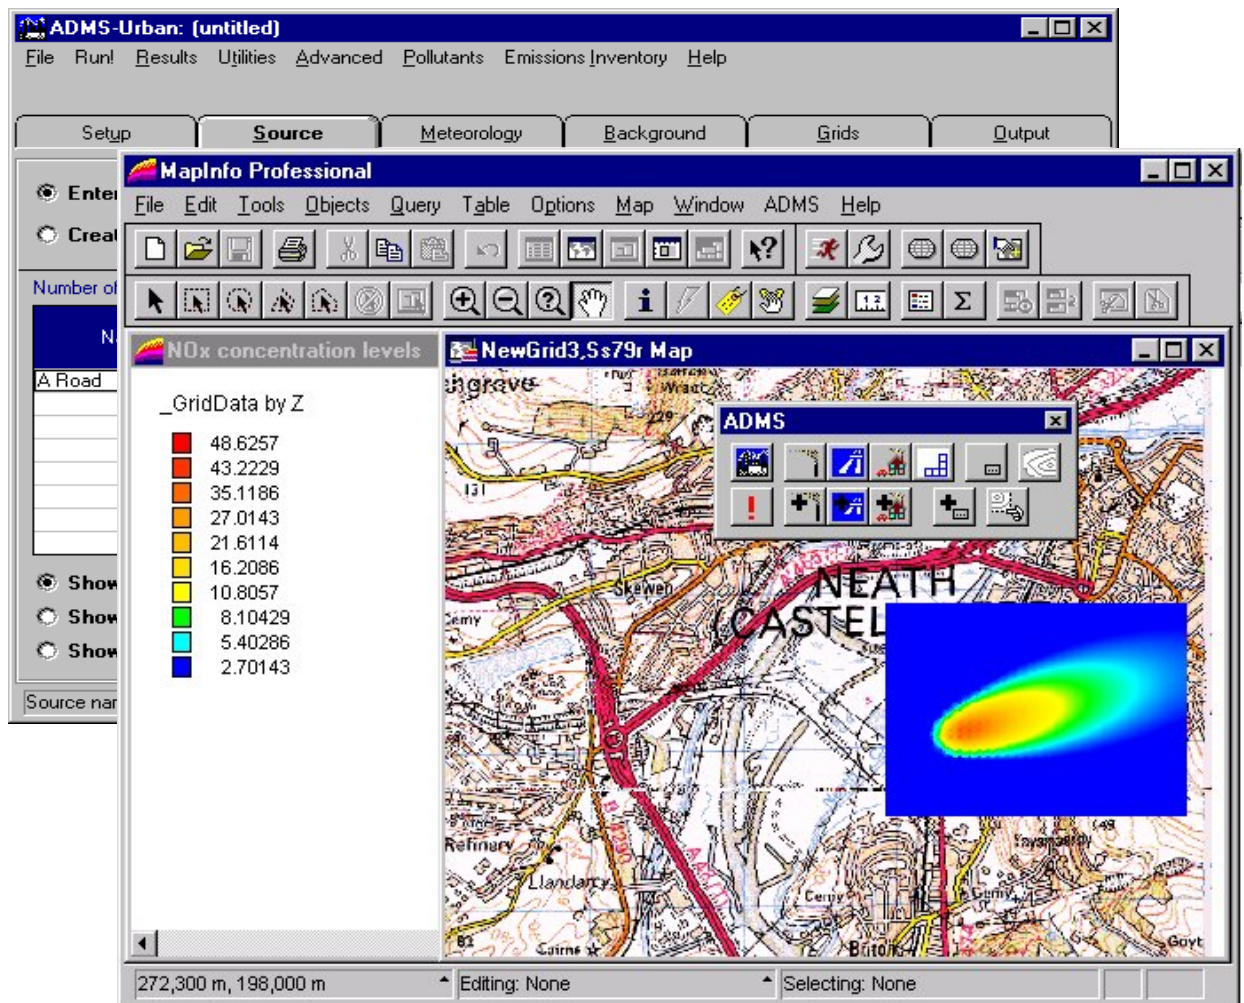 ADMS-Urban: (untitled)
File Run! Results Utilities Advanced Pollutants Emissions Inventory Help
Setup Source Meteorology Background Grids Output
Enter
Creat
Number of
Na
A Road
Show
Show
Show
Source nar
MapInfo Professional
File Edit Tools Objects Query Table Options Map Window ADMS Help
NOx concentration levels
_GridData by Z
48.6257
43.2229
35.1186
27.0143
21.6114
16.2086
10.8057
8.10429
5.40286
2.70143
NewGrid3,Ss79r Map
ADMS
131
Skewen
NEATH
CASTEL
Refinery
Llandarcy
Cairns
Briton
272,300 m, 198,000 m
Editing: None
Selecting: None